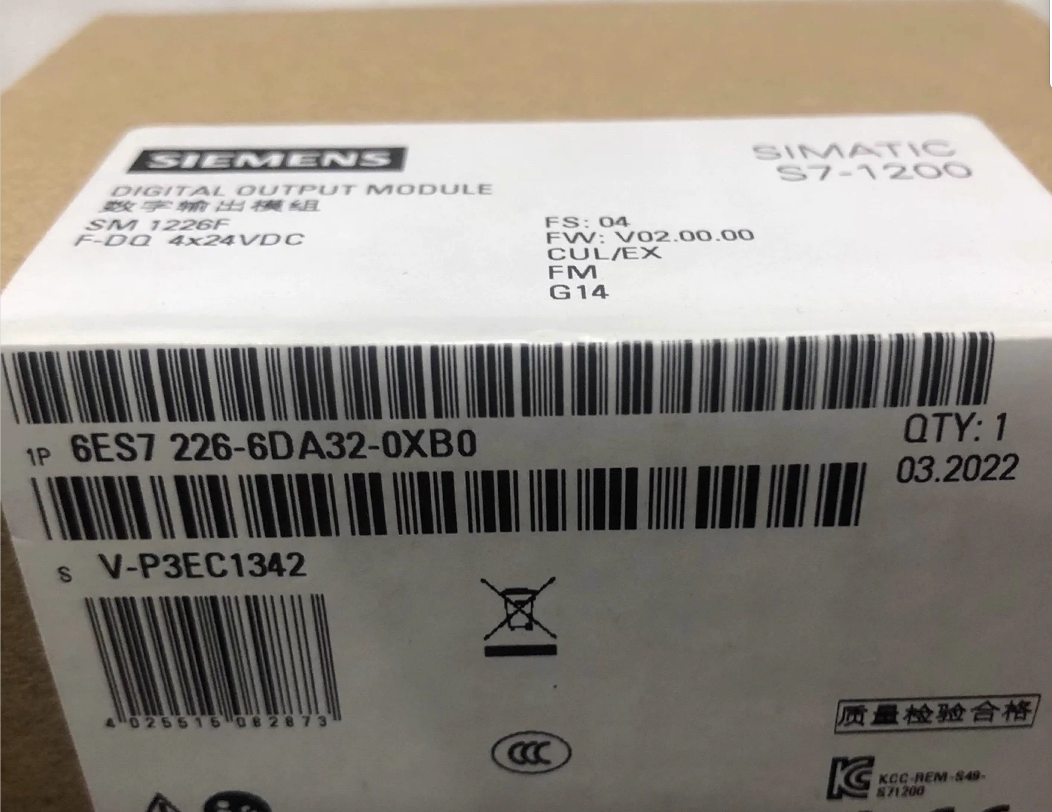 SIEMENS
SIMATIC
S7-1200
DIGITAL OUTPUT MODULE
数字输出模组
SM 1226F
F-DQ 4x24VDC
FS: 04
FW: V02.00.00
CUL/EX
FM
G14
1P 6ES7 226-6DA32-0XB0
QTY: 1
03.2022
S V-P3EC1342
4 025515 082873
CCC
质量检验合格
KC KCC-REM-S49-
S71200